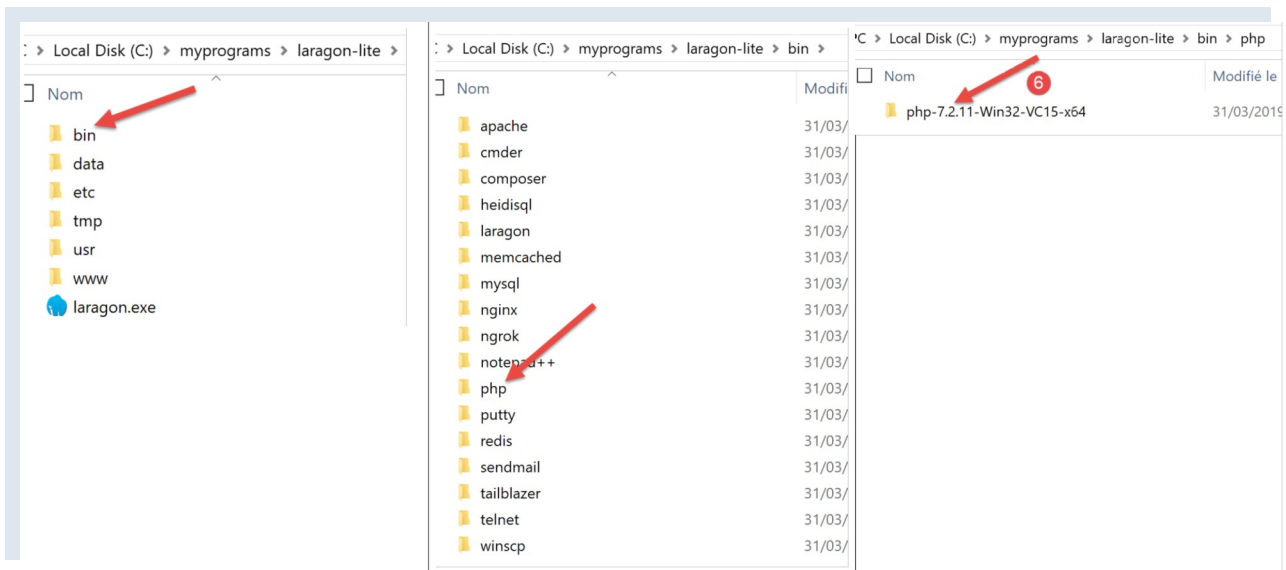 : > Local Disk (C:) > myprograms > laragon-lite >
Nom
bin
data
etc
tmp
usr
www
laragon.exe
: > Local Disk (C:) > myprograms > laragon-lite > bin >
Nom Modifi
apache 31/03/
cmder 31/03/
composer 31/03/
heidisql 31/03/
laragon 31/03/
memcached 31/03/
mysql 31/03/
nginx 31/03/
ngrok 31/03/
notepad++ 31/03/
php 31/03/
putty 31/03/
redis 31/03/
sendmail 31/03/
tailblazer 31/03/
telnet 31/03/
winscp 31/03/
PC > Local Disk (C:) > myprograms > laragon-lite > bin > php
Nom Modifié le
6
php-7.2.11-Win32-VC15-x64 31/03/2019